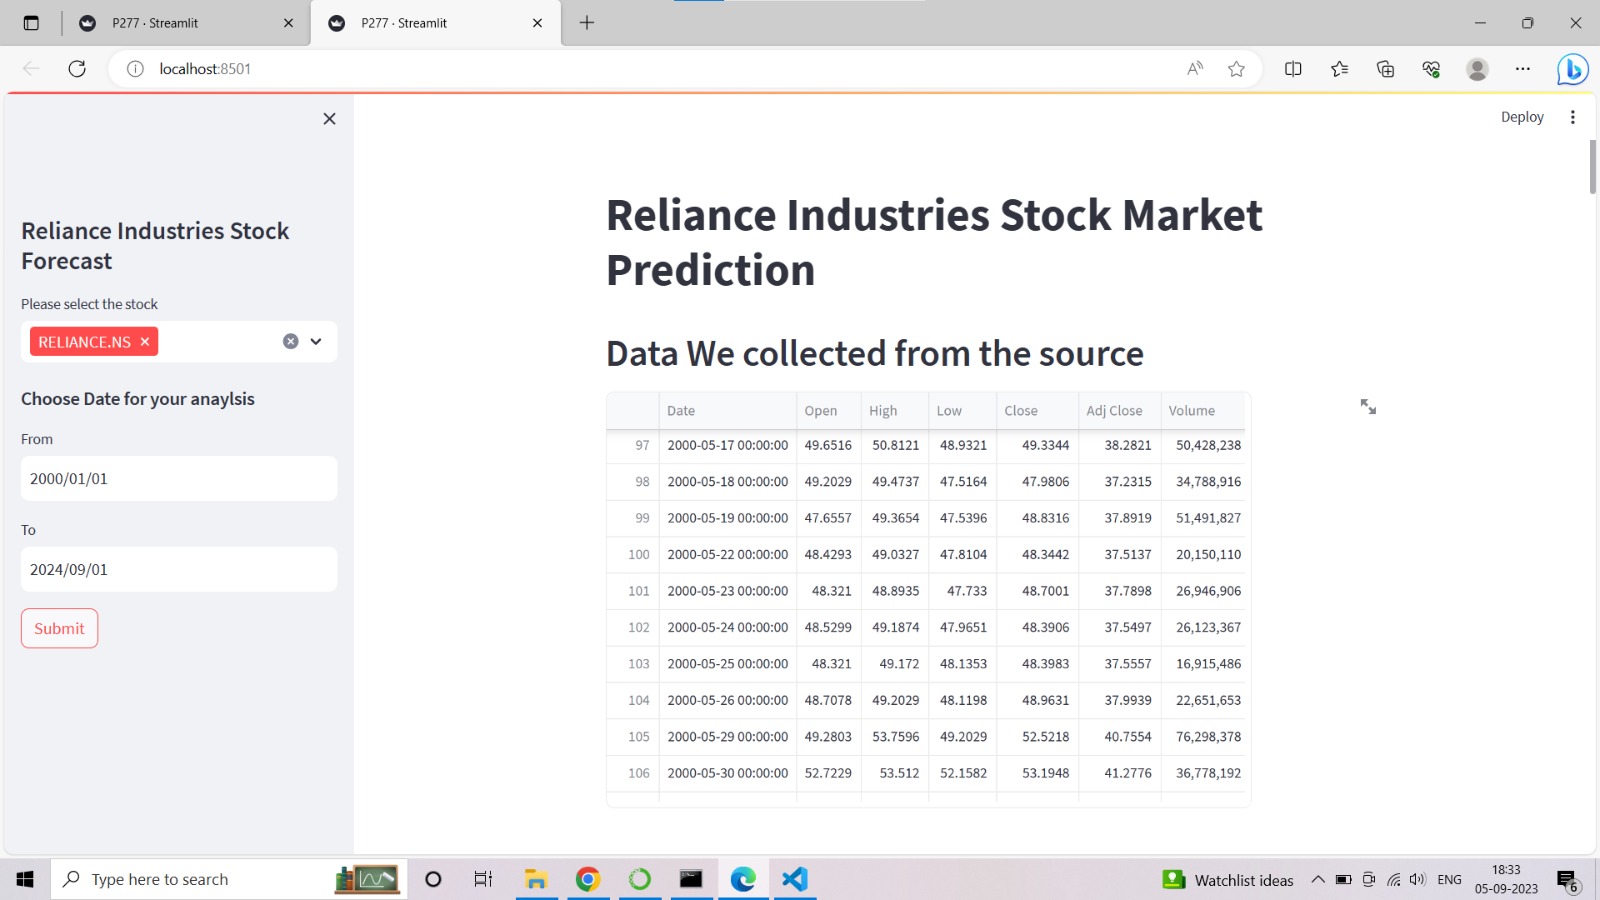 P277 · Streamlit
P277 · Streamlit
localhost:8501
Deploy
Reliance Industries Stock
Forecast
Please select the stock
RELIANCE.NS
Choose Date for your anaylsis
From
2000/01/01
To
2024/09/01
Submit
Reliance Industries Stock Market
Prediction
Data We collected from the source
Date Open High Low Close Adj Close Volume
97 2000-05-17 00:00:00 49.6516 50.8121 48.9321 49.3344 38.2821 50,428,238
98 2000-05-18 00:00:00 49.2029 49.4737 47.5164 47.9806 37.2315 34,788,916
99 2000-05-19 00:00:00 47.6557 49.3654 47.5396 48.8316 37.8919 51,491,827
100 2000-05-22 00:00:00 48.4293 49.0327 47.8104 48.3442 37.5137 20,150,110
101 2000-05-23 00:00:00 48.321 48.8935 47.733 48.7001 37.7898 26,946,906
102 2000-05-24 00:00:00 48.5299 49.1874 47.9651 48.3906 37.5497 26,123,367
103 2000-05-25 00:00:00 48.321 49.172 48.1353 48.3983 37.5557 16,915,486
104 2000-05-26 00:00:00 48.7078 49.2029 48.1198 48.9631 37.9939 22,651,653
105 2000-05-29 00:00:00 49.2803 53.7596 49.2029 52.5218 40.7554 76,298,378
106 2000-05-30 00:00:00 52.7229 53.512 52.1582 53.1948 41.2776 36,778,192
Type here to search
Watchlist ideas
ENG
18:33
05-09-2023
6